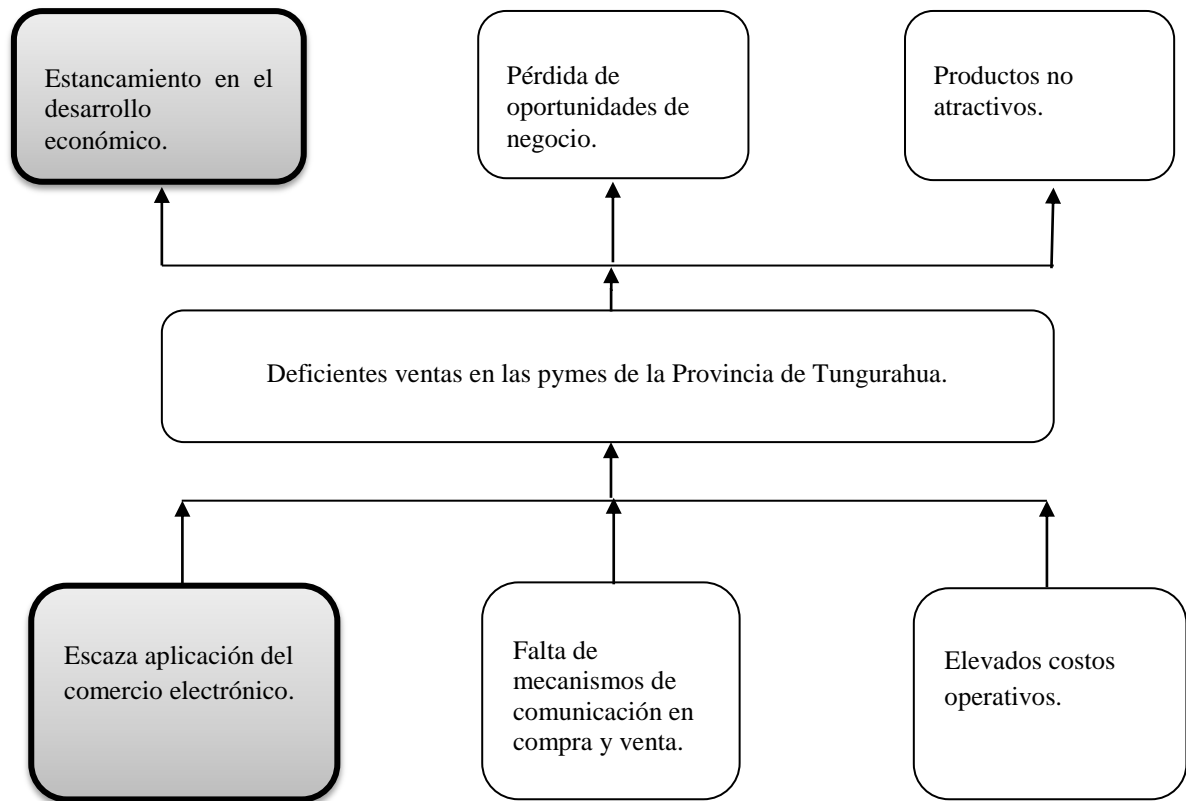 Estancamiento en el
desarrollo
económico.
Pérdida de
oportunidades de
negocio.
Productos no
atractivos.
Deficientes ventas en las pymes de la Provincia de Tungurahua.
Escaza aplicación del
comercio electrónico.
Falta de
mecanismos de
comunicación en
compra y venta.
Elevados costos
operativos.